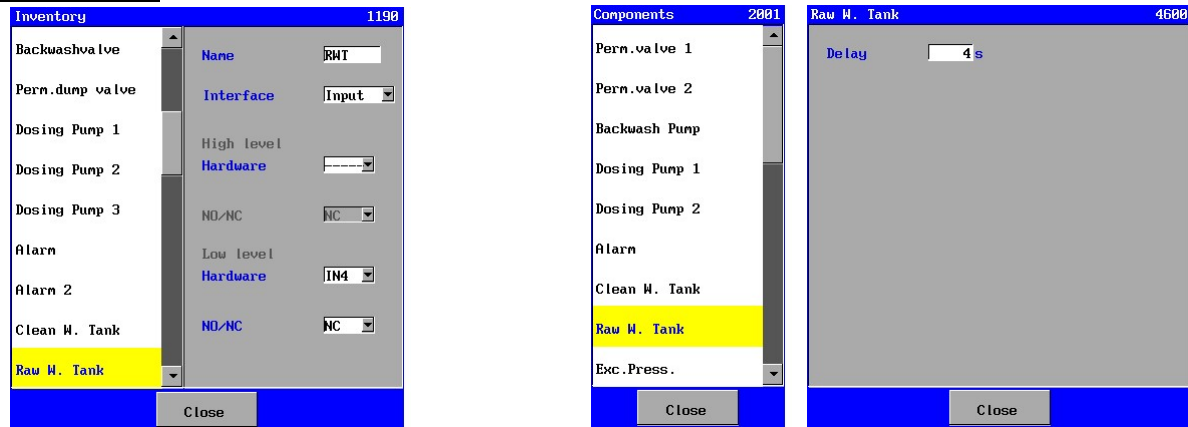 Inventory 1190
Backwashvalve
Perm.dump valve
Dosing Pump 1
Dosing Pump 2
Dosing Pump 3
Alarm
Alarm 2
Clean W. Tank
Raw W. Tank
Name RWT
Interface Input
High level
Hardware -----
NO/NC NC
Low level
Hardware IN4
NO/NC NC
Close
Components 2001
Perm.valve 1
Perm.valve 2
Backwash Pump
Dosing Pump 1
Dosing Pump 2
Alarm
Clean W. Tank
Raw W. Tank
Exc.Press.
Close
Raw W. Tank 4600
Delay 4 s
Close